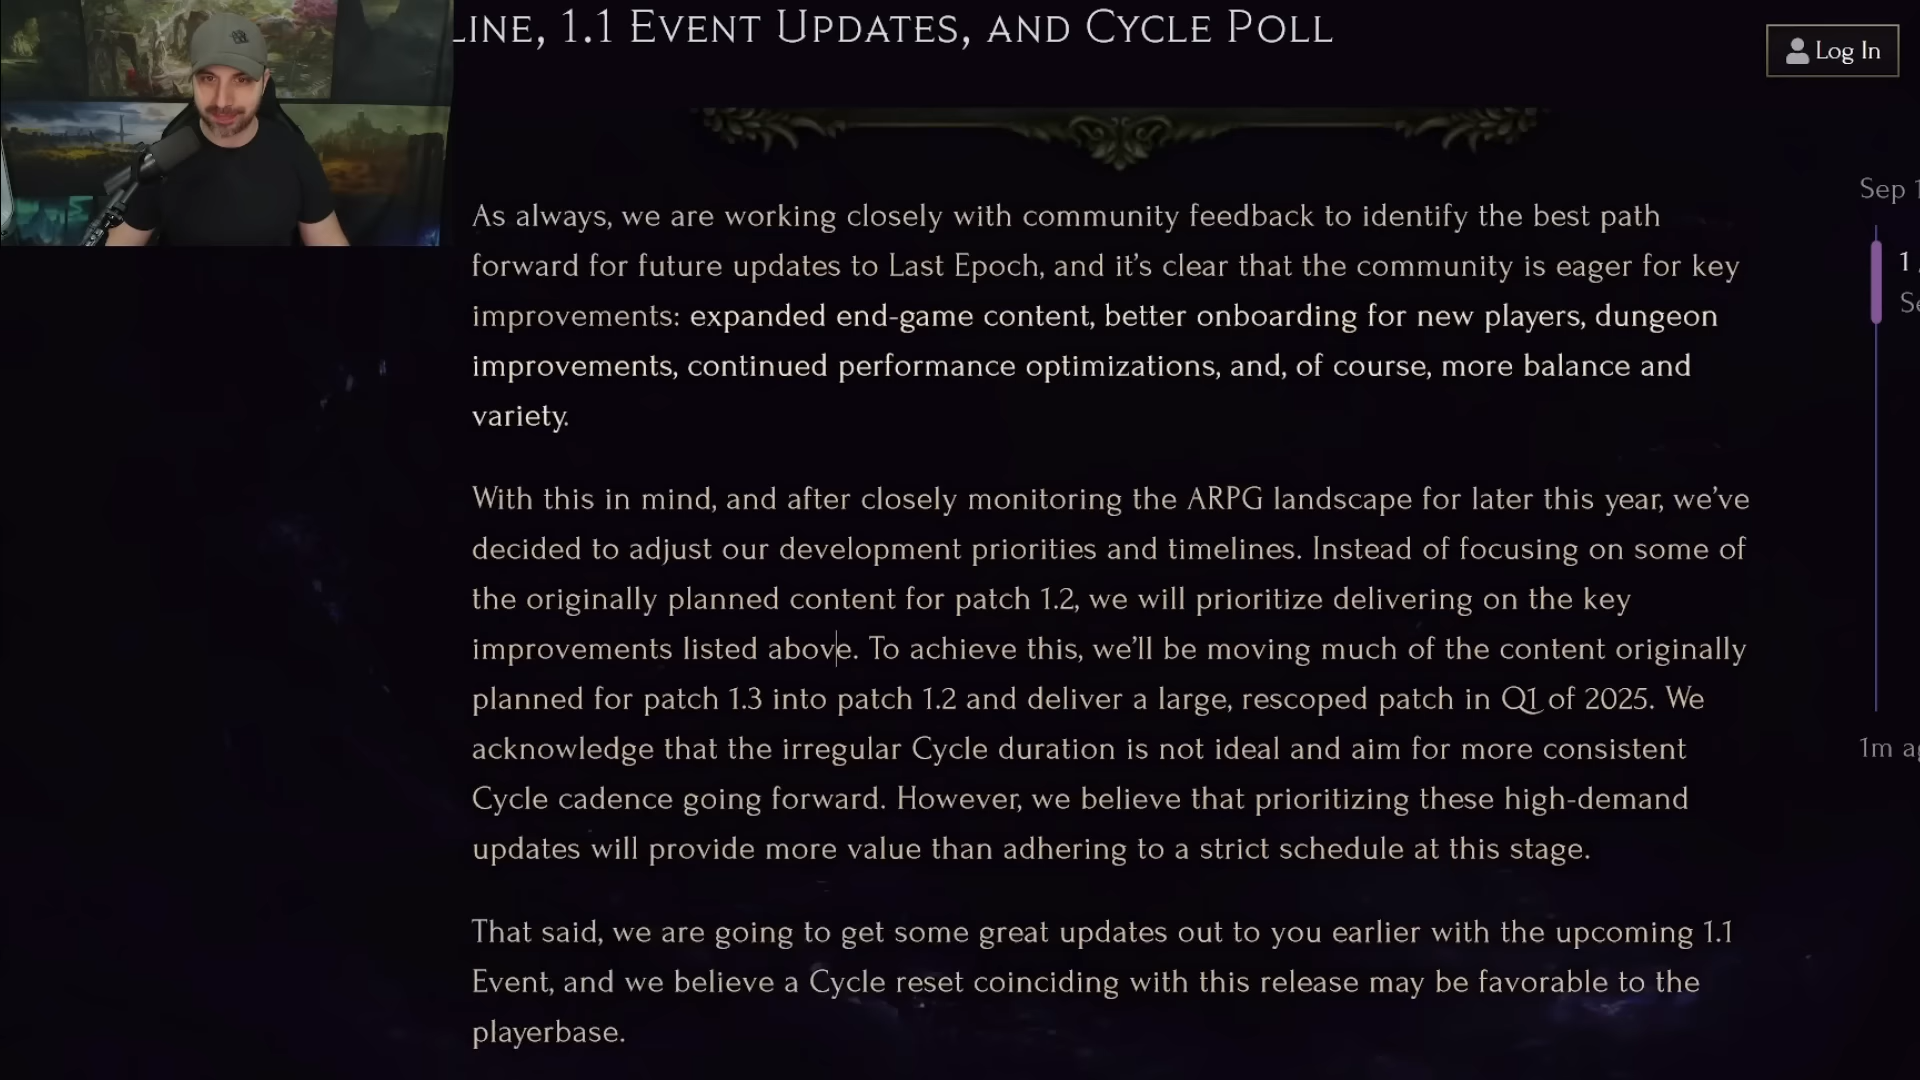 LINE, 1.1 EVENT UPDATES, AND CYCLE POLL
Log In
Sep 1
As always, we are working closely with community feedback to identify the best path
forward for future updates to Last Epoch, and it’s clear that the community is eager for key
improvements: expanded end-game content, better onboarding for new players, dungeon
improvements, continued performance optimizations, and, of course, more balance and
variety.
1
Se
With this in mind, and after closely monitoring the ARPG landscape for later this year, we’ve
decided to adjust our development priorities and timelines. Instead of focusing on some of
the originally planned content for patch 1.2, we will prioritize delivering on the key
improvements listed above. To achieve this, we’ll be moving much of the content originally
planned for patch 1.3 into patch 1.2 and deliver a large, rescoped patch in Q1 of 2025. We
acknowledge that the irregular Cycle duration is not ideal and aim for more consistent
Cycle cadence going forward. However, we believe that prioritizing these high-demand
updates will provide more value than adhering to a strict schedule at this stage.
1m ag
That said, we are going to get some great updates out to you earlier with the upcoming 1.1
Event, and we believe a Cycle reset coinciding with this release may be favorable to the
playerbase.